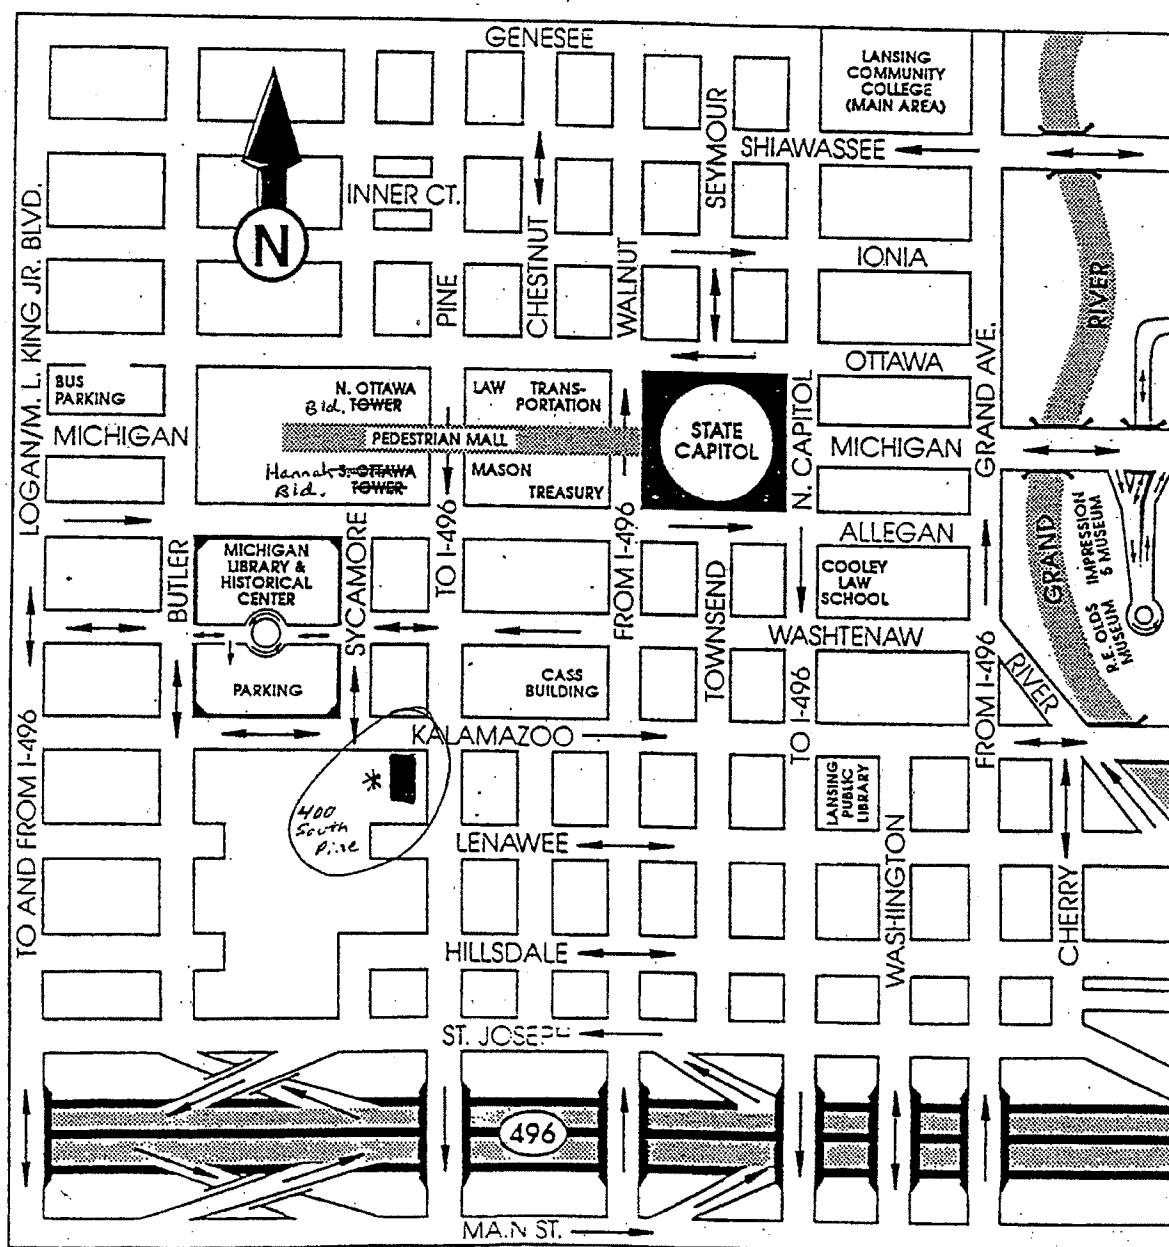 GENESEE
LANSING
COMMUNITY
COLLEGE
(MAIN AREA)
SEYMOUR
SHIAWASSEE
INNER CT.
LOGAN/M. L. KING JR. BLVD.
N
CHESTNUT
WALNUT
IONIA
PINE
RIVER
GRAND AVE.
OTTAWA
BUS
PARKING
N. OTTAWA
Bld. TOWER
LAW
TRANS-
PORTATION
N. CAPITOL
MICHIGAN
PEDESTRIAN MALL
STATE
CAPITOL
MICHIGAN
Hannah S. OTTAWA
Bld. TOWER
MASON
TREASURY
TO I-496
FROM I-496
ALLEGAN
GRAND
IMPRESSION
5 MUSEUM
R.E. OLDS
MUSEUM
BUTLER
MICHIGAN
LIBRARY &
HISTORICAL
CENTER
SYCAMORE
TOWNSEND
COOLEY
LAW
SCHOOL
WASHTENAW
PARKING
CASS
BUILDING
RIVER
TO AND FROM I-496
TO I-496
FROM I-496
KALAMAZOO
*
400
South
Pine
LANSING
PUBLIC
LIBRARY
LENAWEE
WASHINGTON
CHERRY
HILLSDALE
ST. JOSEPH
496
MAIN ST.